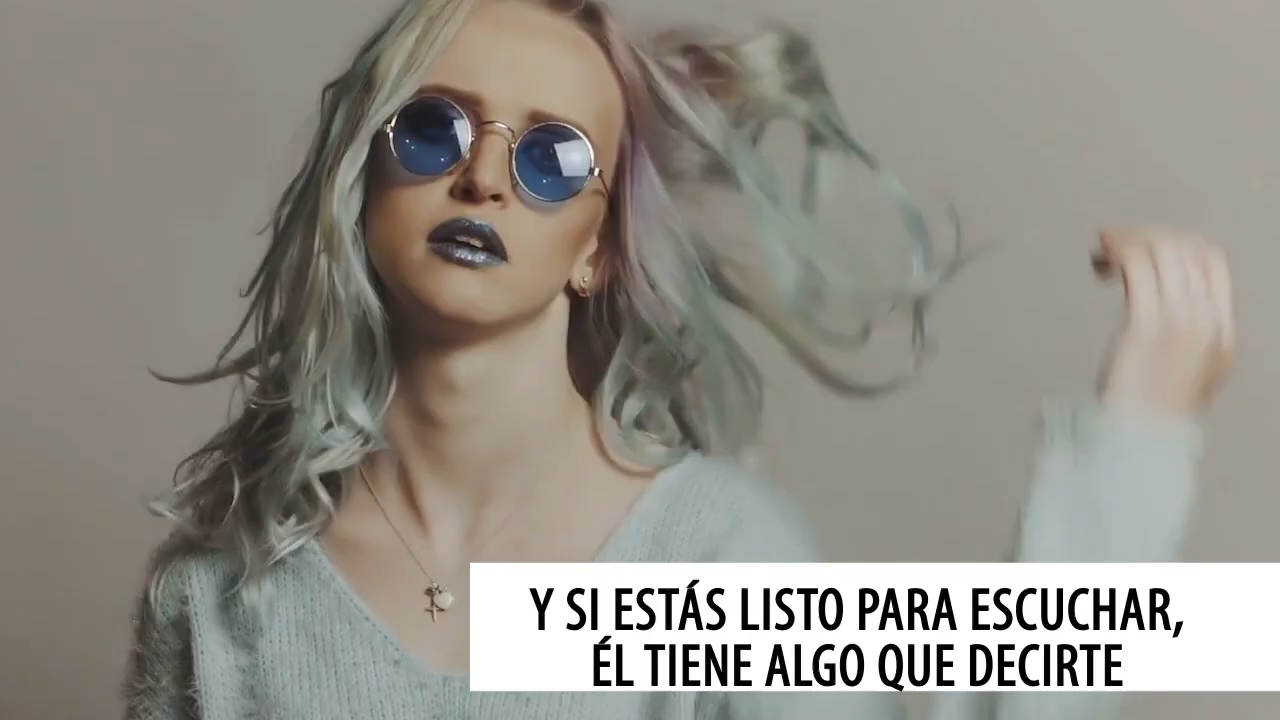 Y SI ESTÁS LISTO PARA ESCUCHAR,
ÉL TIENE ALGO QUE DECIRTE